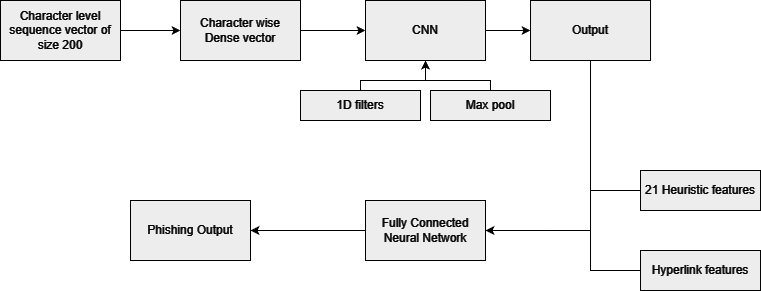 Character level
sequence vector of
size 200
Character wise
Dense vector
CNN
Output
1D filters
Max pool
21 Heuristic features
Phishing Output
Fully Connected
Neural Network
Hyperlink features